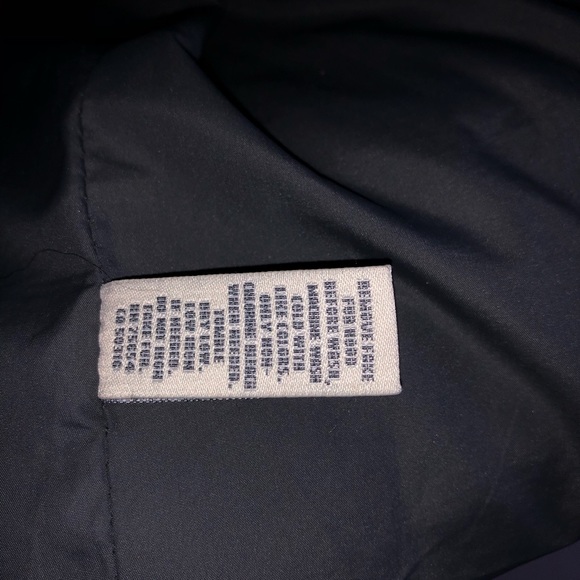 REMOVE FAKE
FUR HOOD
BEFORE WASH,
MACHINE WASH
COLD WITH
LIKE COLORS.
ONLY NON-
CHLORINE BLEACH
WHEN NEEDED.
TUMBLE
DRY LOW.
LOW IRON
IF NEEDED.
DO NOT IRON
FAKE FUR.
RN 75654
CA 50316